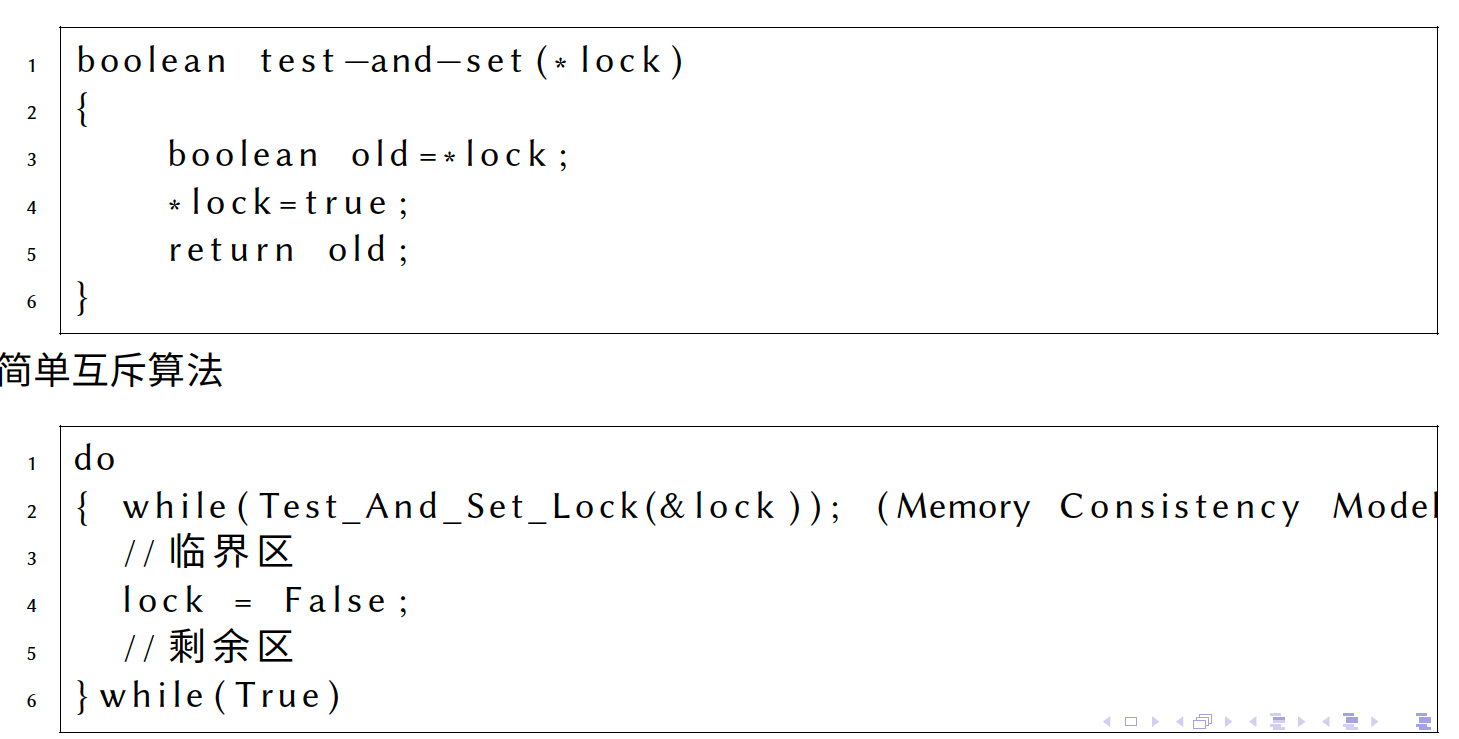 1 boolean test-and-set(*lock)
2 {
3 boolean old=*lock;
4 *lock=true;
5 return old;
6 }
简单互斥算法
1 do
2 { while(Test_And_Set_Lock(&lock)); (Memory Consistency Model
3 //临界区
4 lock = False;
5 //剩余区
6 }while(True)